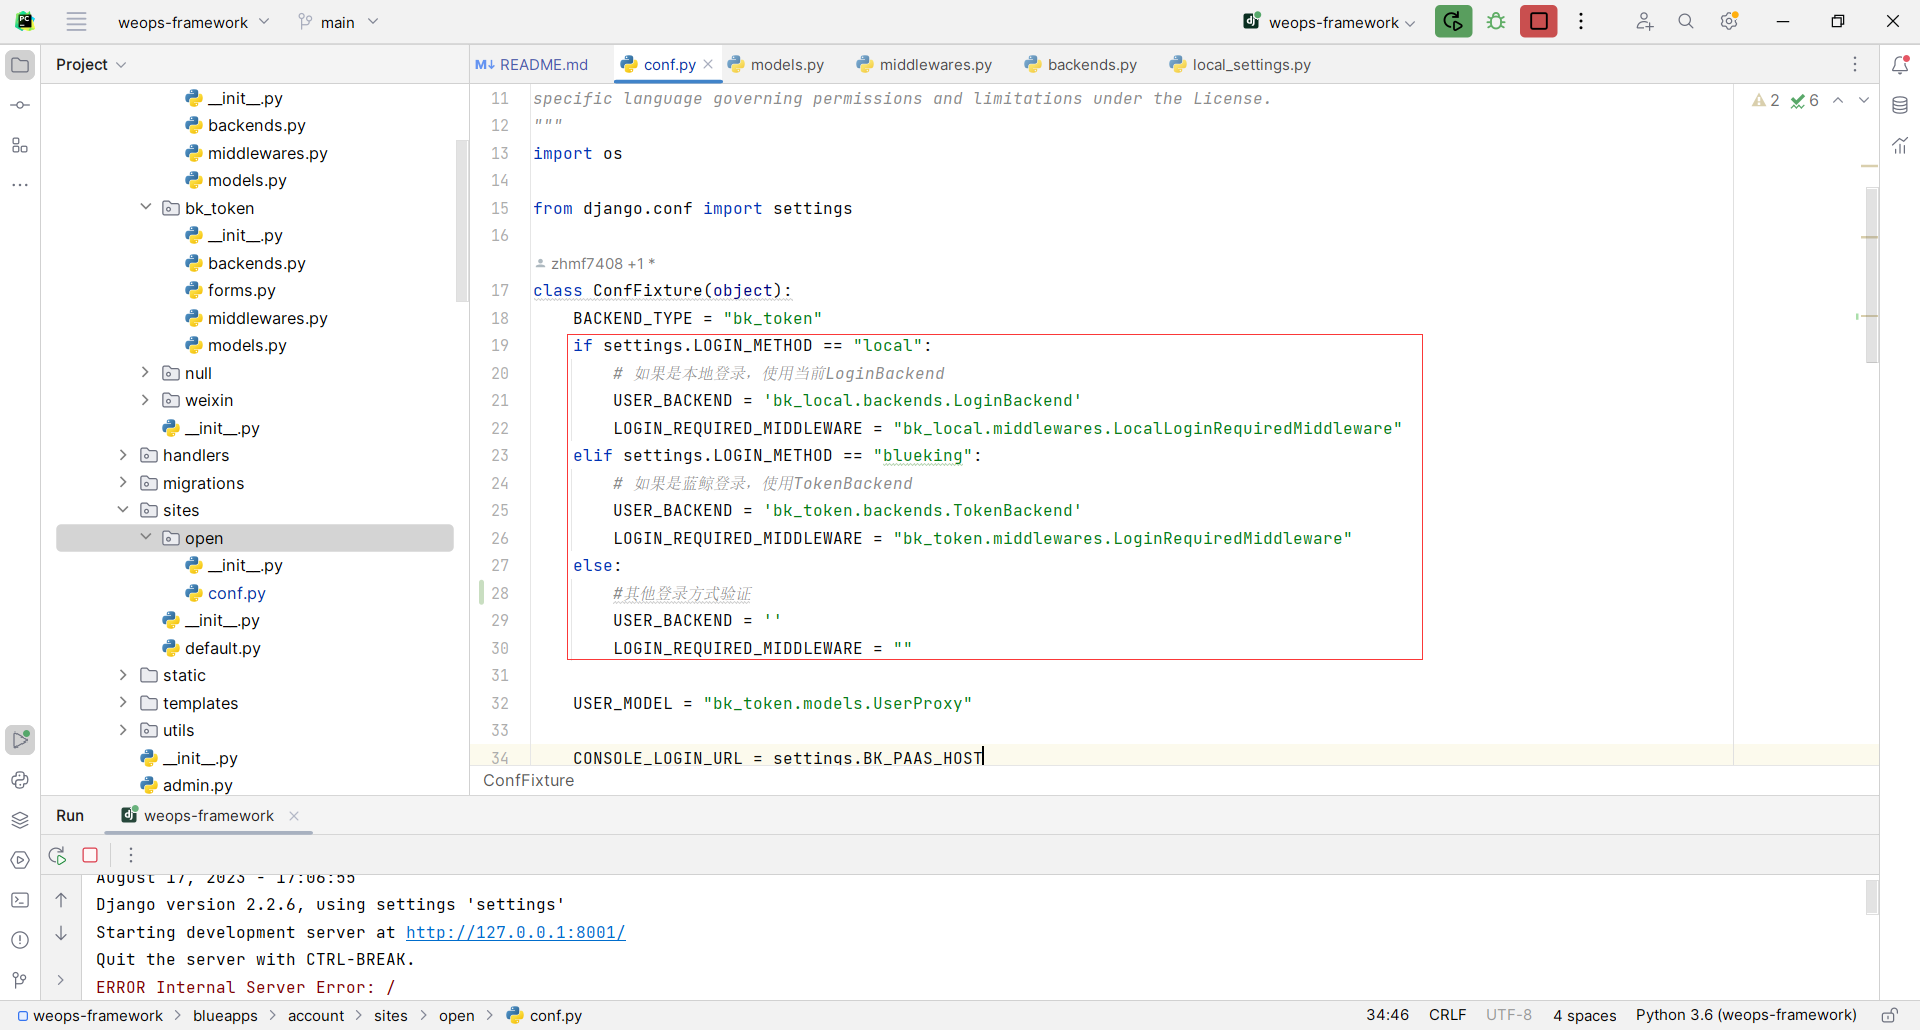 weops-framework
main
weops-framework
Project
__init__.py
backends.py
middlewares.py
models.py
bk_token
__init__.py
backends.py
forms.py
middlewares.py
models.py
null
weixin
__init__.py
handlers
migrations
sites
open
__init__.py
conf.py
__init__.py
default.py
static
templates
utils
__init__.py
admin.py
README.md
conf.py
models.py
middlewares.py
backends.py
local_settings.py
2 6
11 specific language governing permissions and limitations under the License.
12 """
13 import os
14
15 from django.conf import settings
16
zhmf7408 +1 *
17 class ConfFixture(object):
18 BACKEND_TYPE = "bk_token"
19 if settings.LOGIN_METHOD == "local":
20 # 如果是本地登录，使用当前LoginBackend
21 USER_BACKEND = 'bk_local.backends.LoginBackend'
22 LOGIN_REQUIRED_MIDDLEWARE = "bk_local.middlewares.LocalLoginRequiredMiddleware"
23 elif settings.LOGIN_METHOD == "blueking":
24 # 如果是蓝鲸登录，使用TokenBackend
25 USER_BACKEND = 'bk_token.backends.TokenBackend'
26 LOGIN_REQUIRED_MIDDLEWARE = "bk_token.middlewares.LoginRequiredMiddleware"
27 else:
28 #其他登录方式验证
29 USER_BACKEND = ''
30 LOGIN_REQUIRED_MIDDLEWARE = ""
31
32 USER_MODEL = "bk_token.models.UserProxy"
33
34 CONSOLE_LOGIN_URL = settings.BK_PAAS_HOST
ConfFixture
Run
weops-framework
August 17, 2023 - 17:06:55
Django version 2.2.6, using settings 'settings'
Starting development server at http://127.0.0.1:8001/
Quit the server with CTRL-BREAK.
ERROR Internal Server Error: /
weops-framework > blueapps > account > sites > open > conf.py
34:46 CRLF UTF-8 4 spaces Python 3.6 (weops-framework)